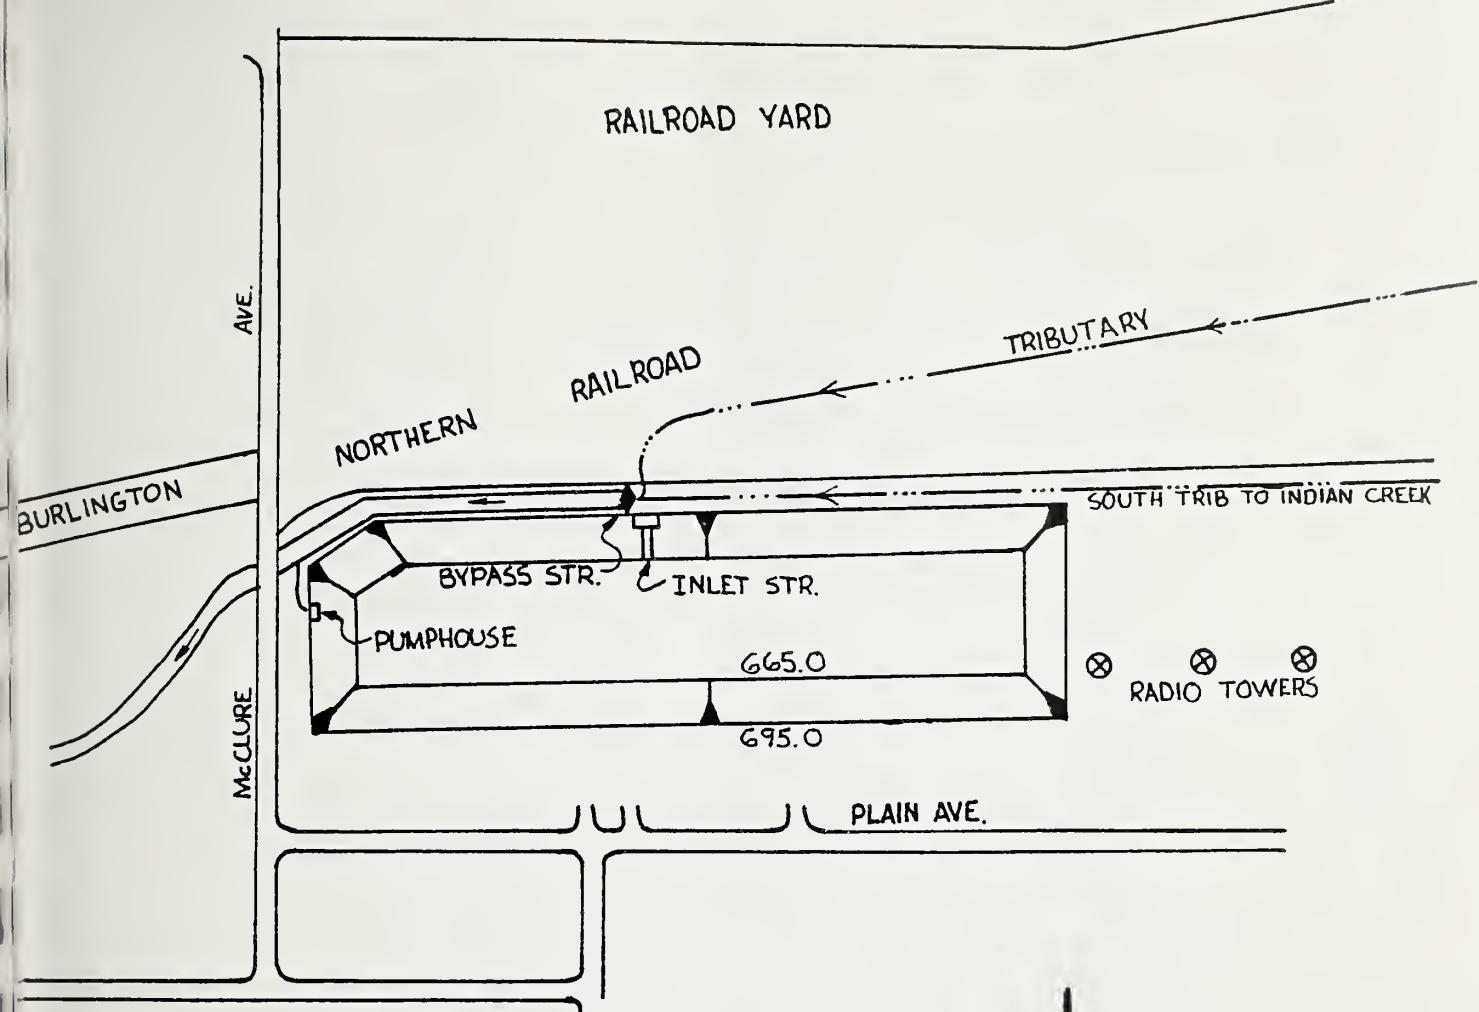 RAILROAD YARD
AVE.
TRIBUTARY
RAILROAD
NORTHERN
BURLINGTON
SOUTH TRIB TO INDIAN CREEK
BYPASS STR.
INLET STR.
PUMPHOUSE
665.0
RADIO TOWERS
McCLURE
695.0
PLAIN AVE.